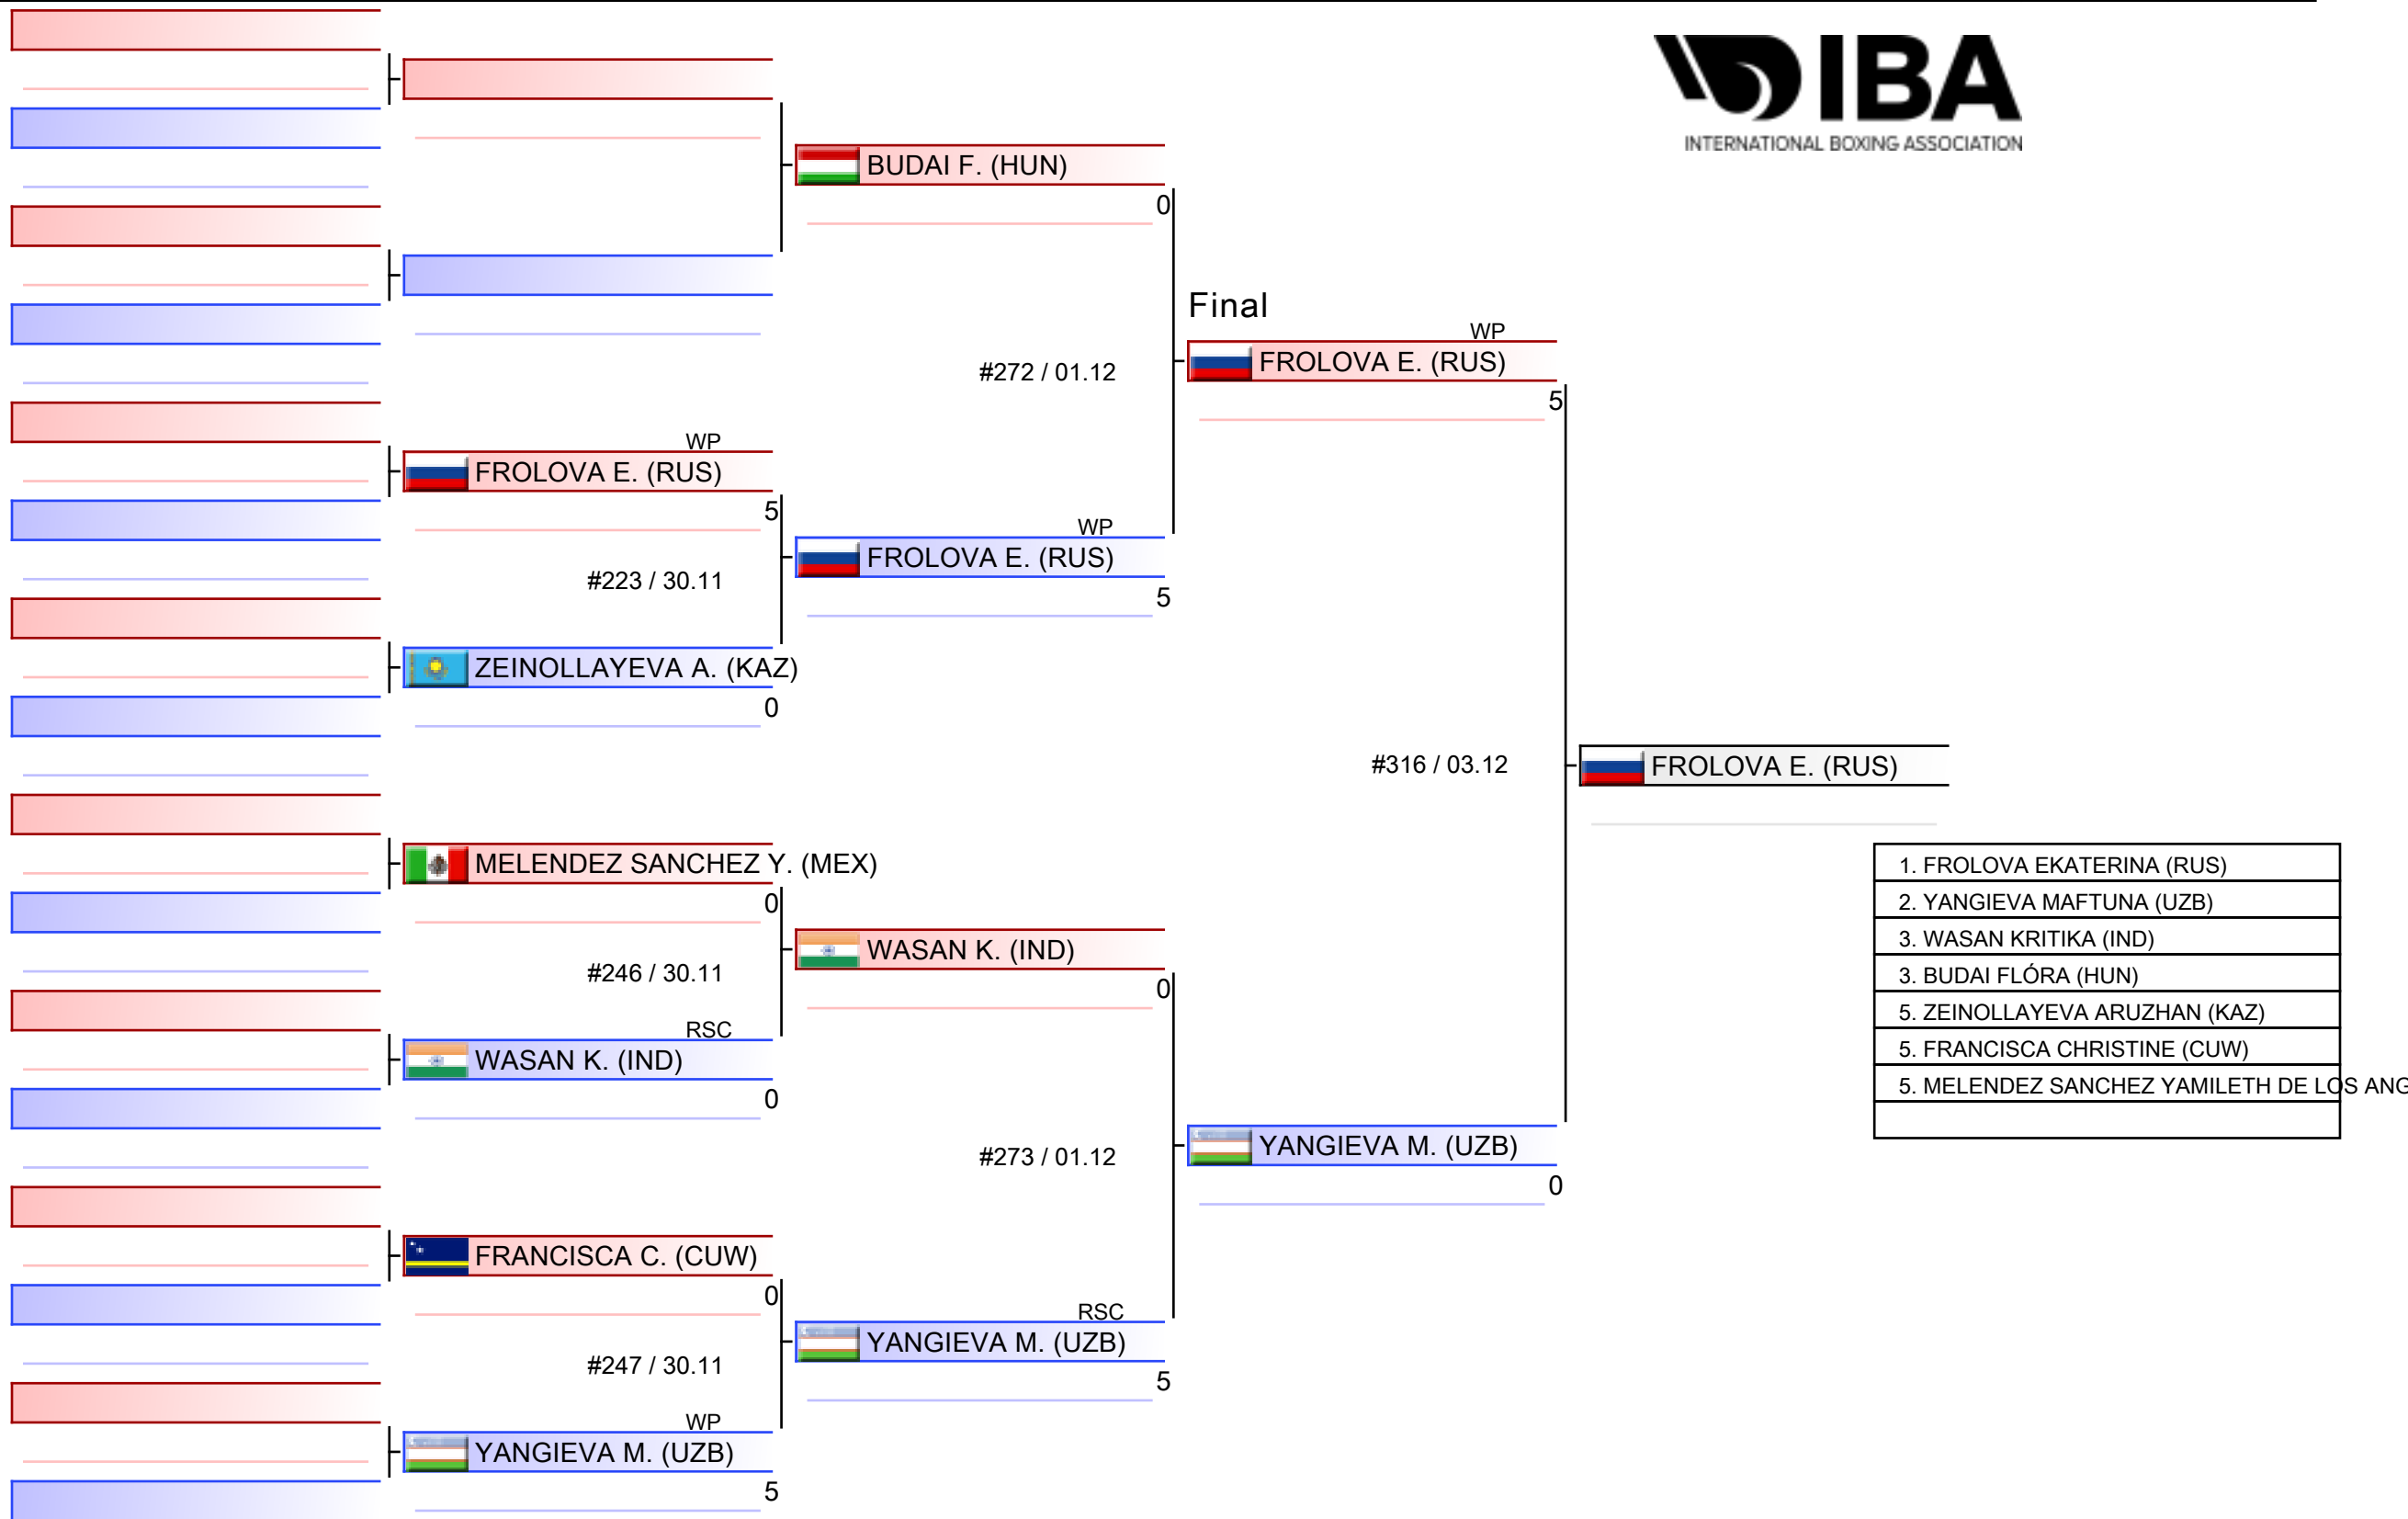 IBA
INTERNATIONAL BOXING ASSOCIATION
BUDAI F. (HUN)
0
Final
WP
#272 / 01.12
FROLOVA E. (RUS)
5
WP
FROLOVA E. (RUS)
5
WP
#223 / 30.11
FROLOVA E. (RUS)
5
ZEINOLLAYEVA A. (KAZ)
0
#316 / 03.12
FROLOVA E. (RUS)
MELENDEZ SANCHEZ Y. (MEX)
0
#246 / 30.11
WASAN K. (IND)
0
RSC
WASAN K. (IND)
0
#273 / 01.12
YANGIEVA M. (UZB)
0
FRANCISCA C. (CUW)
0
RSC
#247 / 30.11
YANGIEVA M. (UZB)
5
WP
YANGIEVA M. (UZB)
5
1. FROLOVA EKATERINA (RUS)
2. YANGIEVA MAFTUNA (UZB)
3. WASAN KRITIKA (IND)
3. BUDAI FLÓRA (HUN)
5. ZEINOLLAYEVA ARUZHAN (KAZ)
5. FRANCISCA CHRISTINE (CUW)
5. MELENDEZ SANCHEZ YAMILETH DE LOS ANG